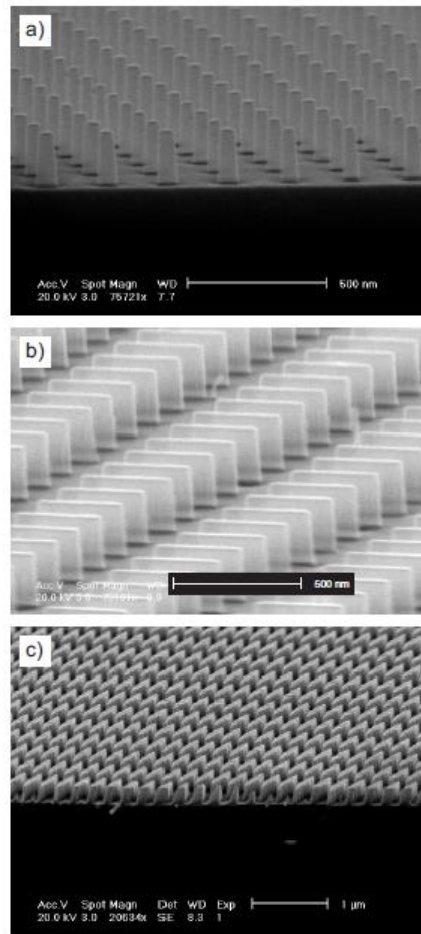 a)
Acc.V Spot Magn WD 500 nm
20.0 kV 3.0 75721x 7.7
b)
Acc.V Spot Magn 500 nm
20.0 kV
c)
Acc.V Spot Magn Det WD Exp 1 µm
20.0 kV 3.0 20634x SE 8.3 1